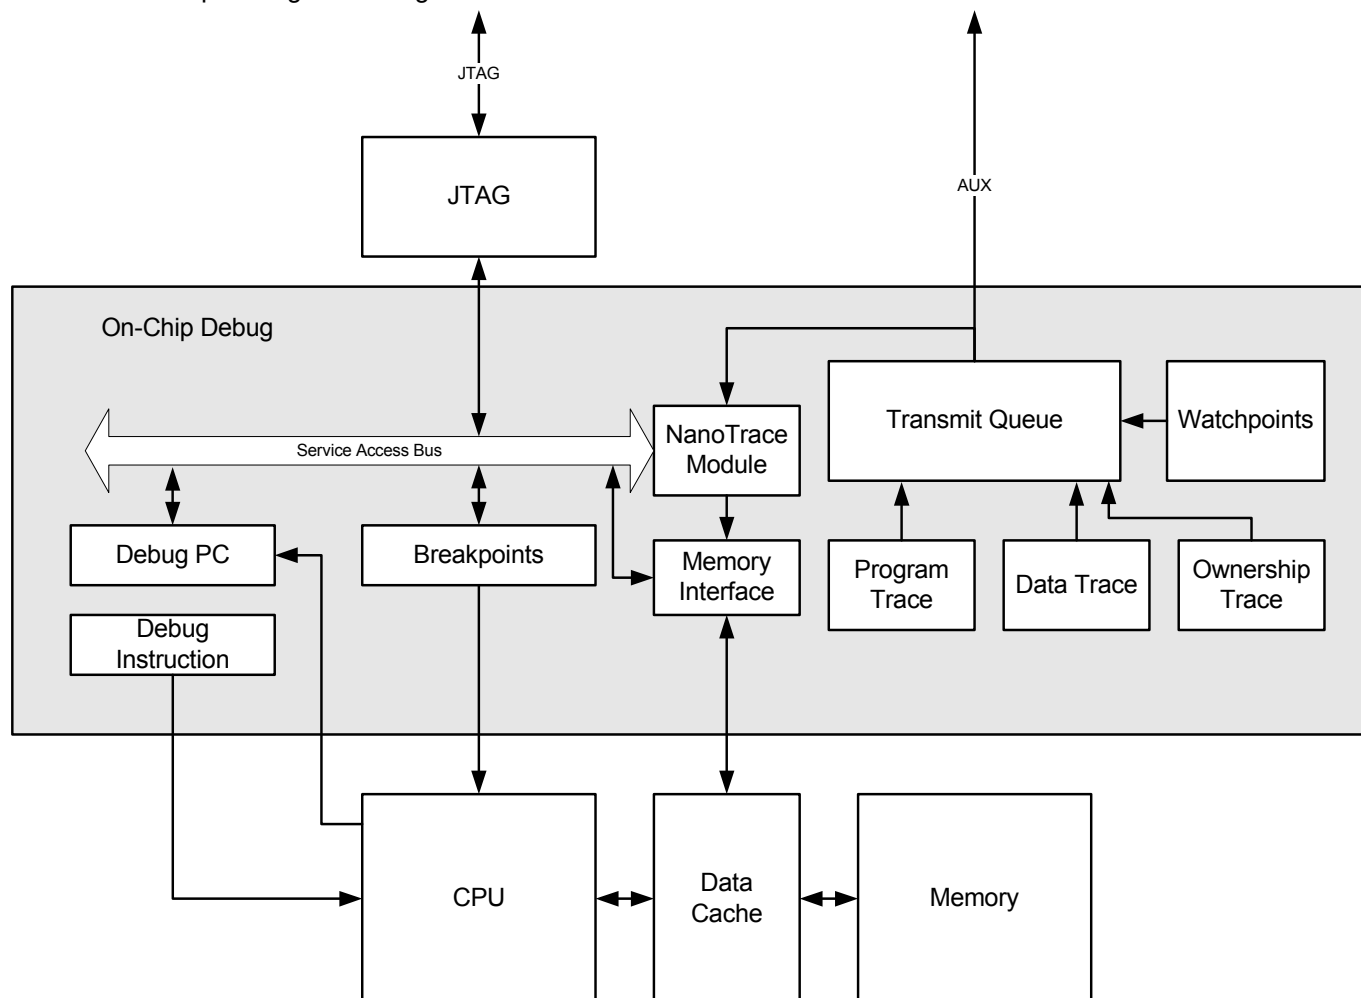 JTAG
AUX
JTAG
On-Chip Debug
Transmit Queue
Watchpoints
NanoTrace
Module
Service Access Bus
Debug PC
Breakpoints
Memory
Interface
Program
Trace
Data Trace
Ownership
Trace
Debug
Instruction
CPU
Data
Cache
Memory